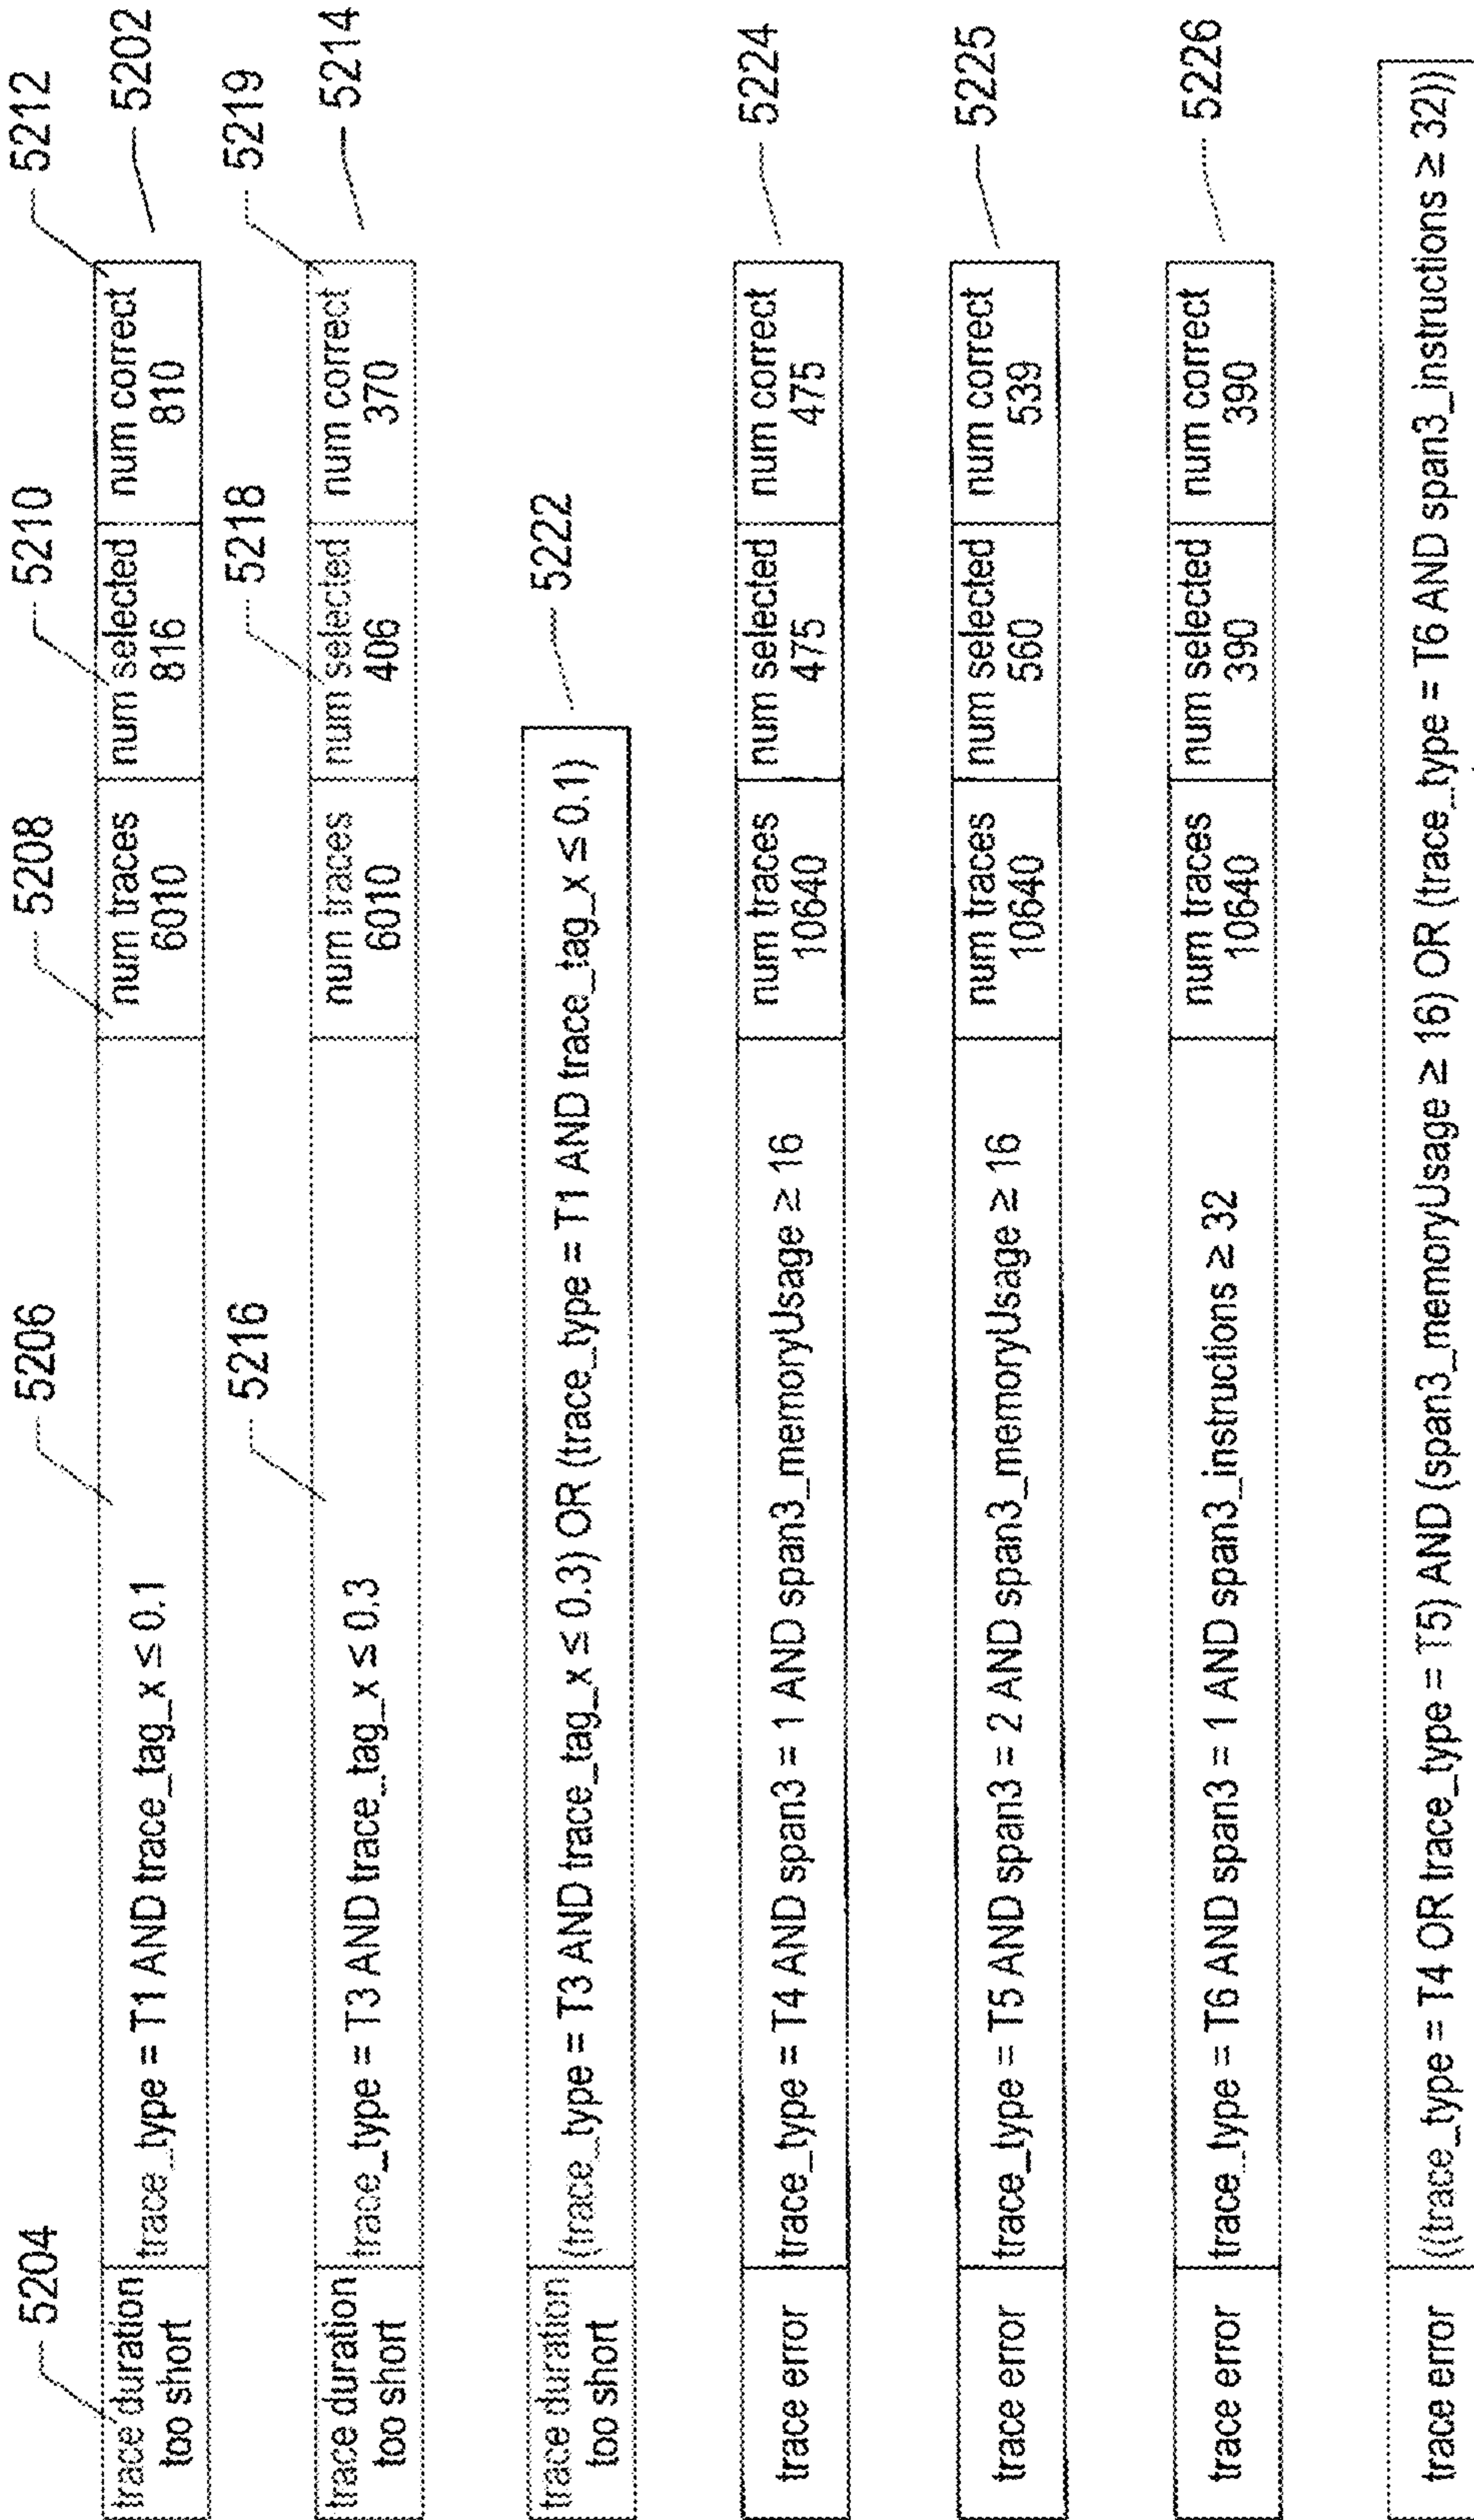 5204
5206
5208
5210
5212
trace duration
too short
trace_type = T1 AND trace_tag_x ≤ 0.1
num traces
6010
num selected
816
num correct
810
5202
5216
5218
5219
trace duration
too short
trace_type = T3 AND trace_tag_x ≤ 0.3
num traces
6010
num selected
406
num correct
370
5214
trace duration
too short
(trace_type = T3 AND trace_tag_x ≤ 0.3) OR (trace_type = T1 AND trace_tag_x ≤ 0.1)
5222
trace error
trace_type = T4 AND span3 = 1 AND span3_memoryUsage ≥ 16
num traces
10640
num selected
475
num correct
475
5224
trace error
trace_type = T5 AND span3 = 2 AND span3_memoryUsage ≥ 16
num traces
10640
num selected
560
num correct
539
5225
trace error
trace_type = T6 AND span3 = 1 AND span3_instructions ≥ 32
num traces
10640
num selected
390
num correct
390
5226
trace error
((trace_type = T4 OR trace_type = T5) AND (span3_memoryUsage ≥ 16) OR (trace_type = T6 AND span3_instructions ≥ 32))